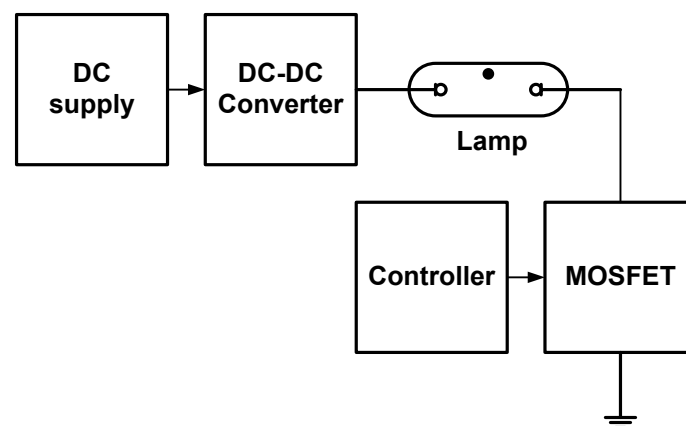 DC
supply
DC-DC
Converter
Lamp
Controller
MOSFET